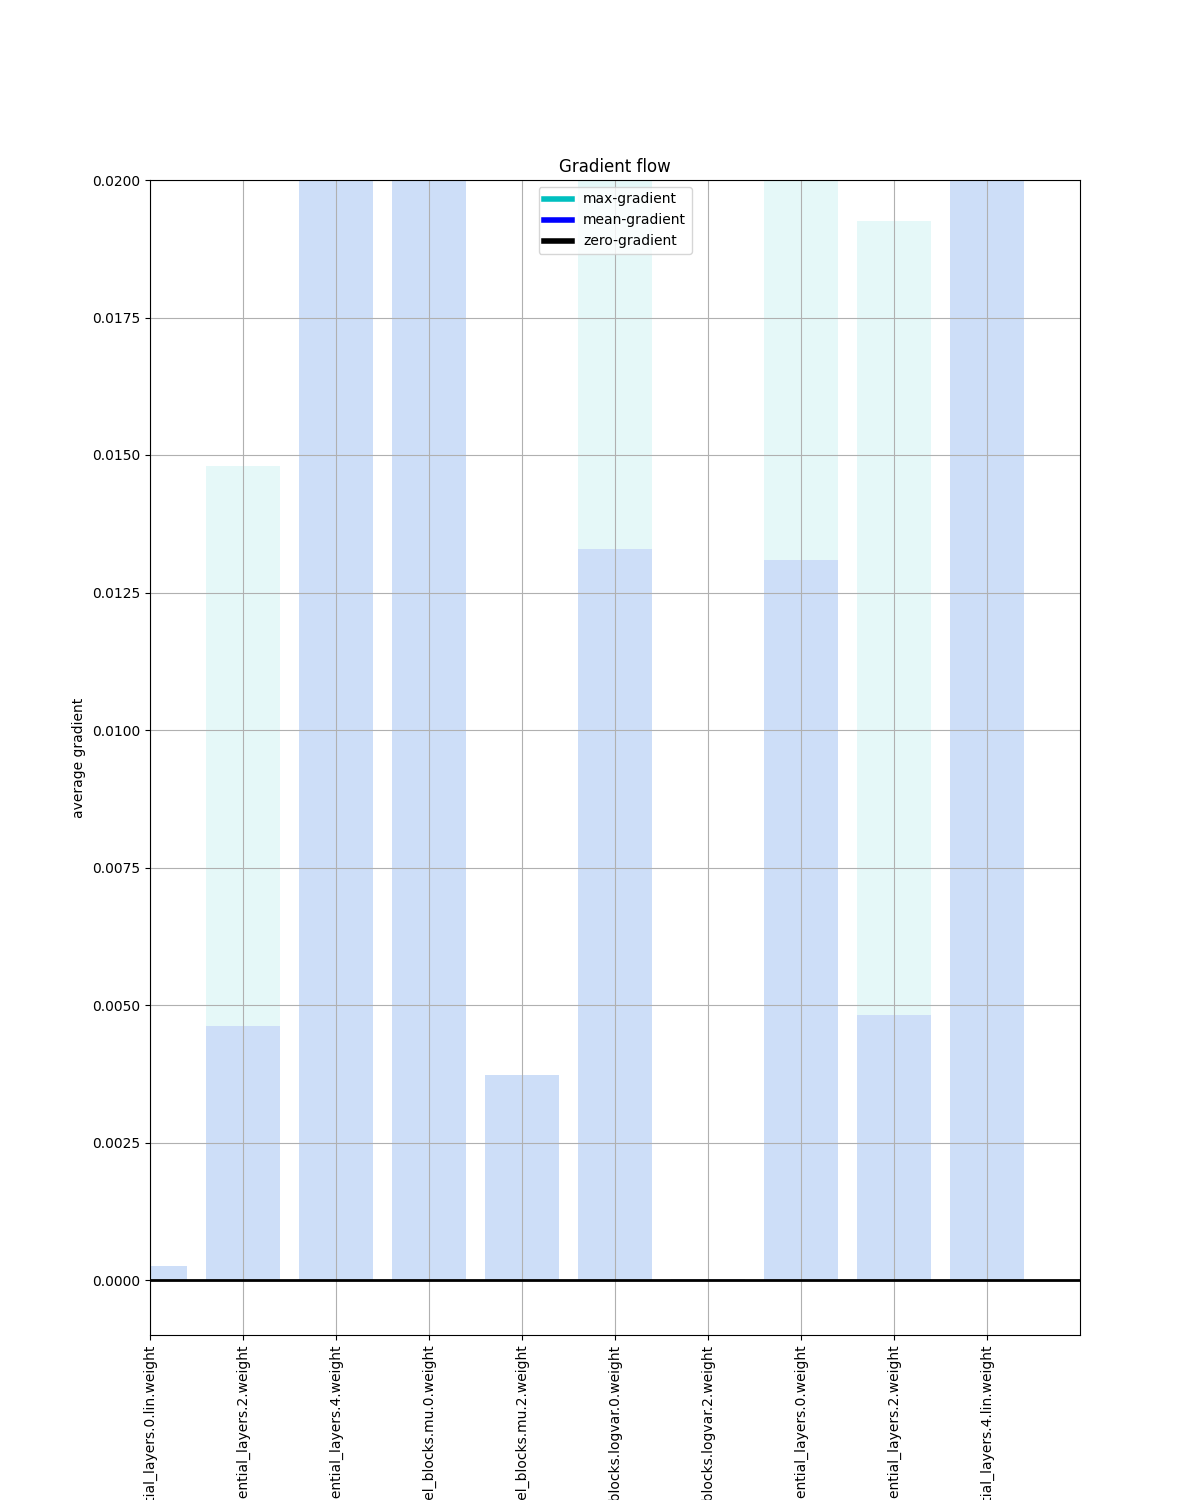 Gradient flow
max-gradient
mean-gradient
zero-gradient
0.0200
0.0175
0.0150
0.0125
0.0100
0.0075
0.0050
0.0025
0.0000
average gradient
tial_layers.0.lin.weight
ential_layers.2.weight
ential_layers.4.weight
el_blocks.mu.0.weight
el_blocks.mu.2.weight
blocks.logvar.0.weight
blocks.logvar.2.weight
ential_layers.0.weight
ential_layers.2.weight
tial_layers.4.lin.weight